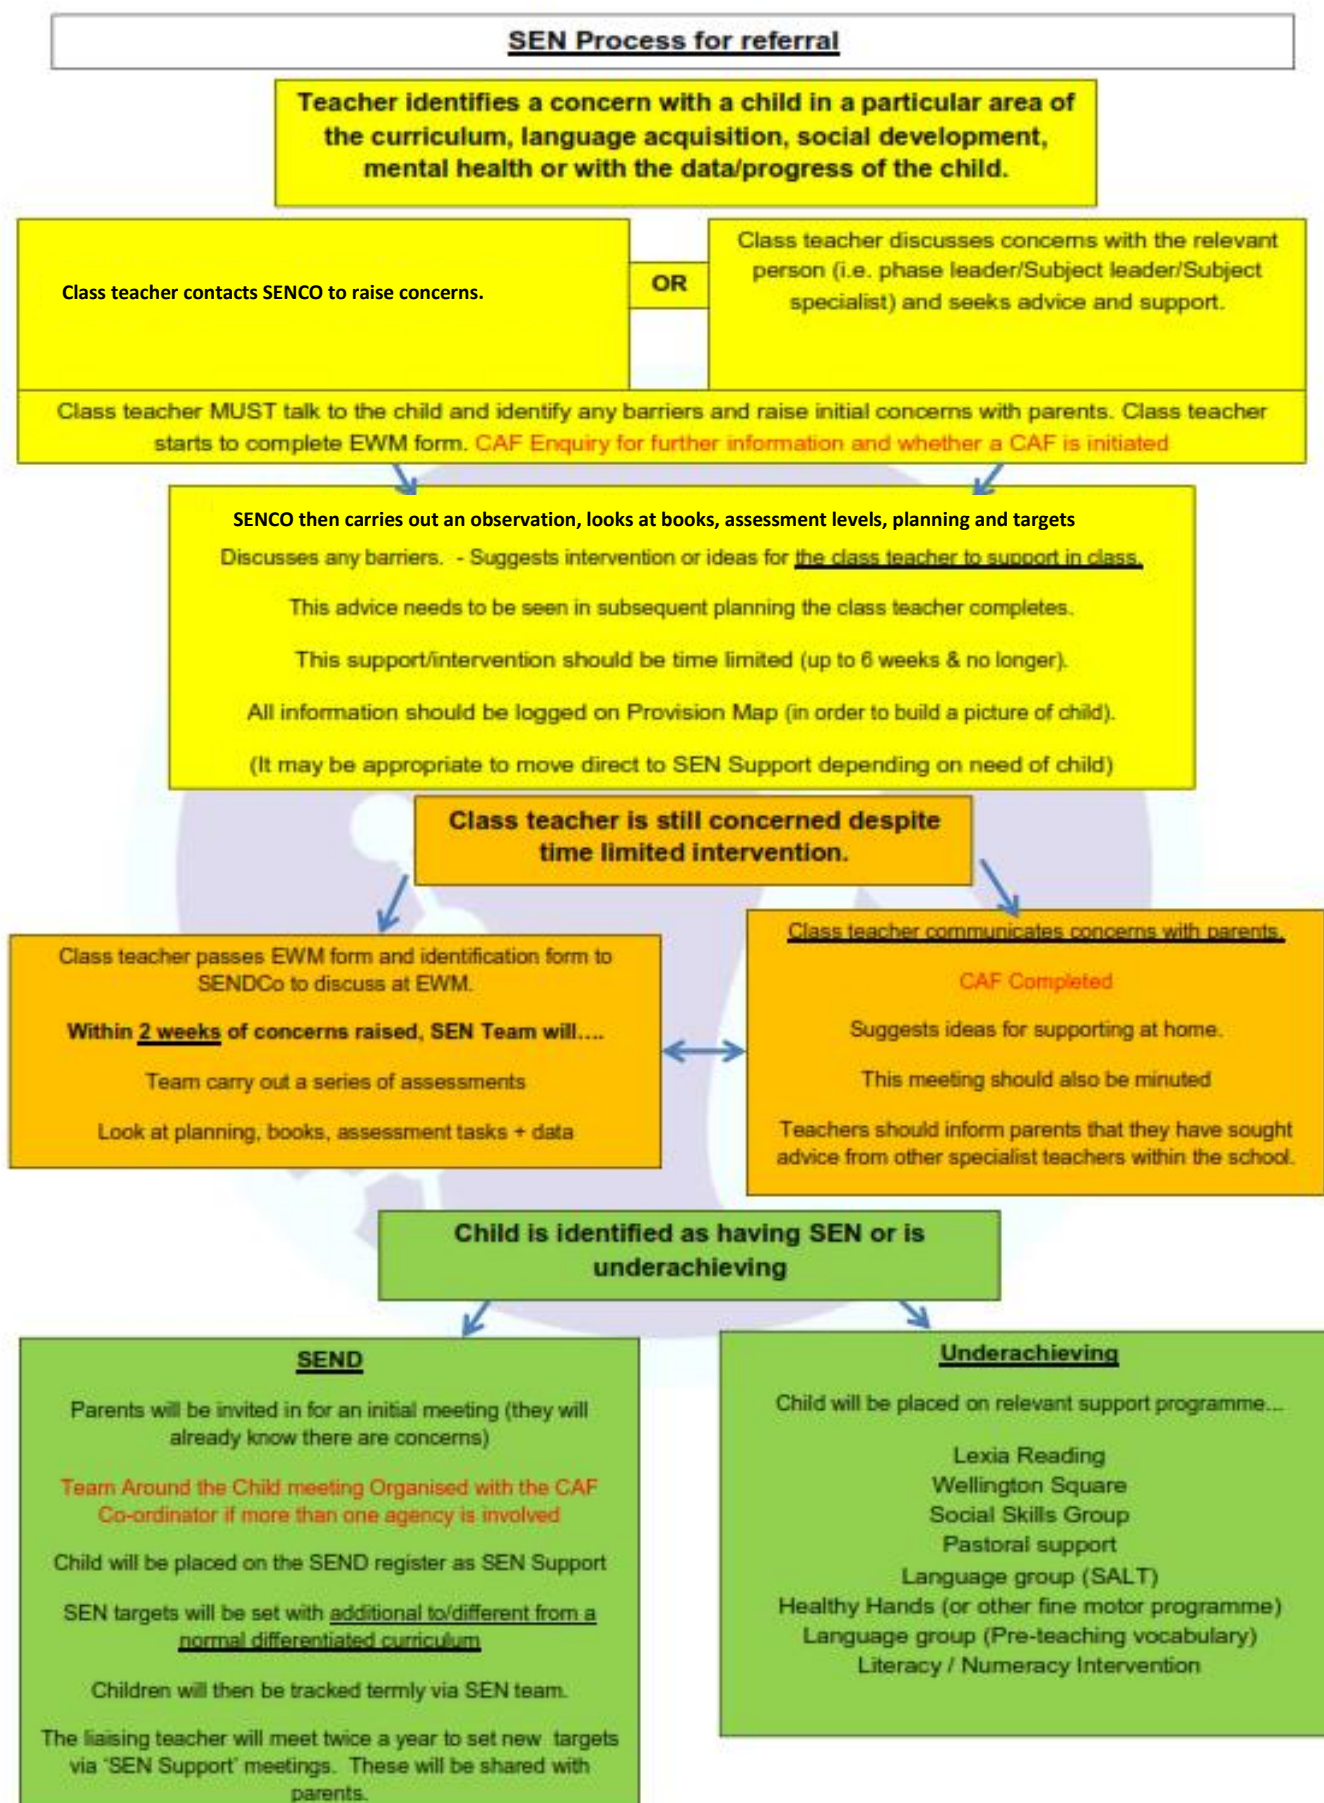 SEN Process for referral
Teacher identifies a concern with a child in a particular area of
the curriculum, language acquisition, social development,
mental health or with the data/progress of the child.
Class teacher contacts SENCO to raise concerns.
OR
Class teacher discusses concerns with the relevant
person (i.e. phase leader/Subject leader/Subject
specialist) and seeks advice and support.
Class teacher MUST talk to the child and identify any barriers and raise initial concerns with parents. Class teacher
starts to complete EWM form. CAF Enquiry for further information and whether a CAF is initiated
SENCO then carries out an observation, looks at books, assessment levels, planning and targets
Discusses any barriers.  - Suggests intervention or ideas for the class teacher to support in class.
This advice needs to be seen in subsequent planning the class teacher completes.
This support/intervention should be time limited (up to 6 weeks & no longer).
All information should be logged on Provision Map (in order to build a picture of child).
(It may be appropriate to move direct to SEN Support depending on need of child)
Class teacher is still concerned despite
time limited intervention.
Class teacher passes EWM form and identification form to
SENDCo to discuss at EWM.
Within 2 weeks of concerns raised, SEN Team will....
Team carry out a series of assessments
Look at planning, books, assessment tasks + data
Class teacher communicates concerns with parents.
CAF Completed
Suggests ideas for supporting at home.
This meeting should also be minuted
Teachers should inform parents that they have sought
advice from other specialist teachers within the school.
Child is identified as having SEN or is
underachieving
SEND
Parents will be invited in for an initial meeting (they will
already know there are concerns)
Team Around the Child meeting Organised with the CAF
Co-ordinator if more than one agency is involved
Child will be placed on the SEND register as SEN Support
SEN targets will be set with additional to/different from a
normal differentiated curriculum
Children will then be tracked termly via SEN team.
The liaising teacher will meet twice a year to set new  targets
via 'SEN Support' meetings.  These will be shared with
parents.
Underachieving
Child will be placed on relevant support programme...
Lexia Reading
Wellington Square
Social Skills Group
Pastoral support
Language group (SALT)
Healthy Hands (or other fine motor programme)
Language group (Pre-teaching vocabulary)
Literacy / Numeracy Intervention